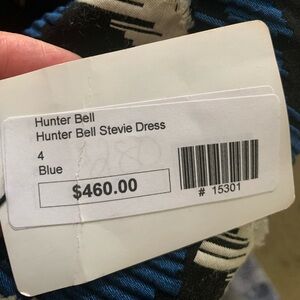 Hunter Bell
Hunter Bell Stevie Dress
4
Blue
$460.00
# 15301